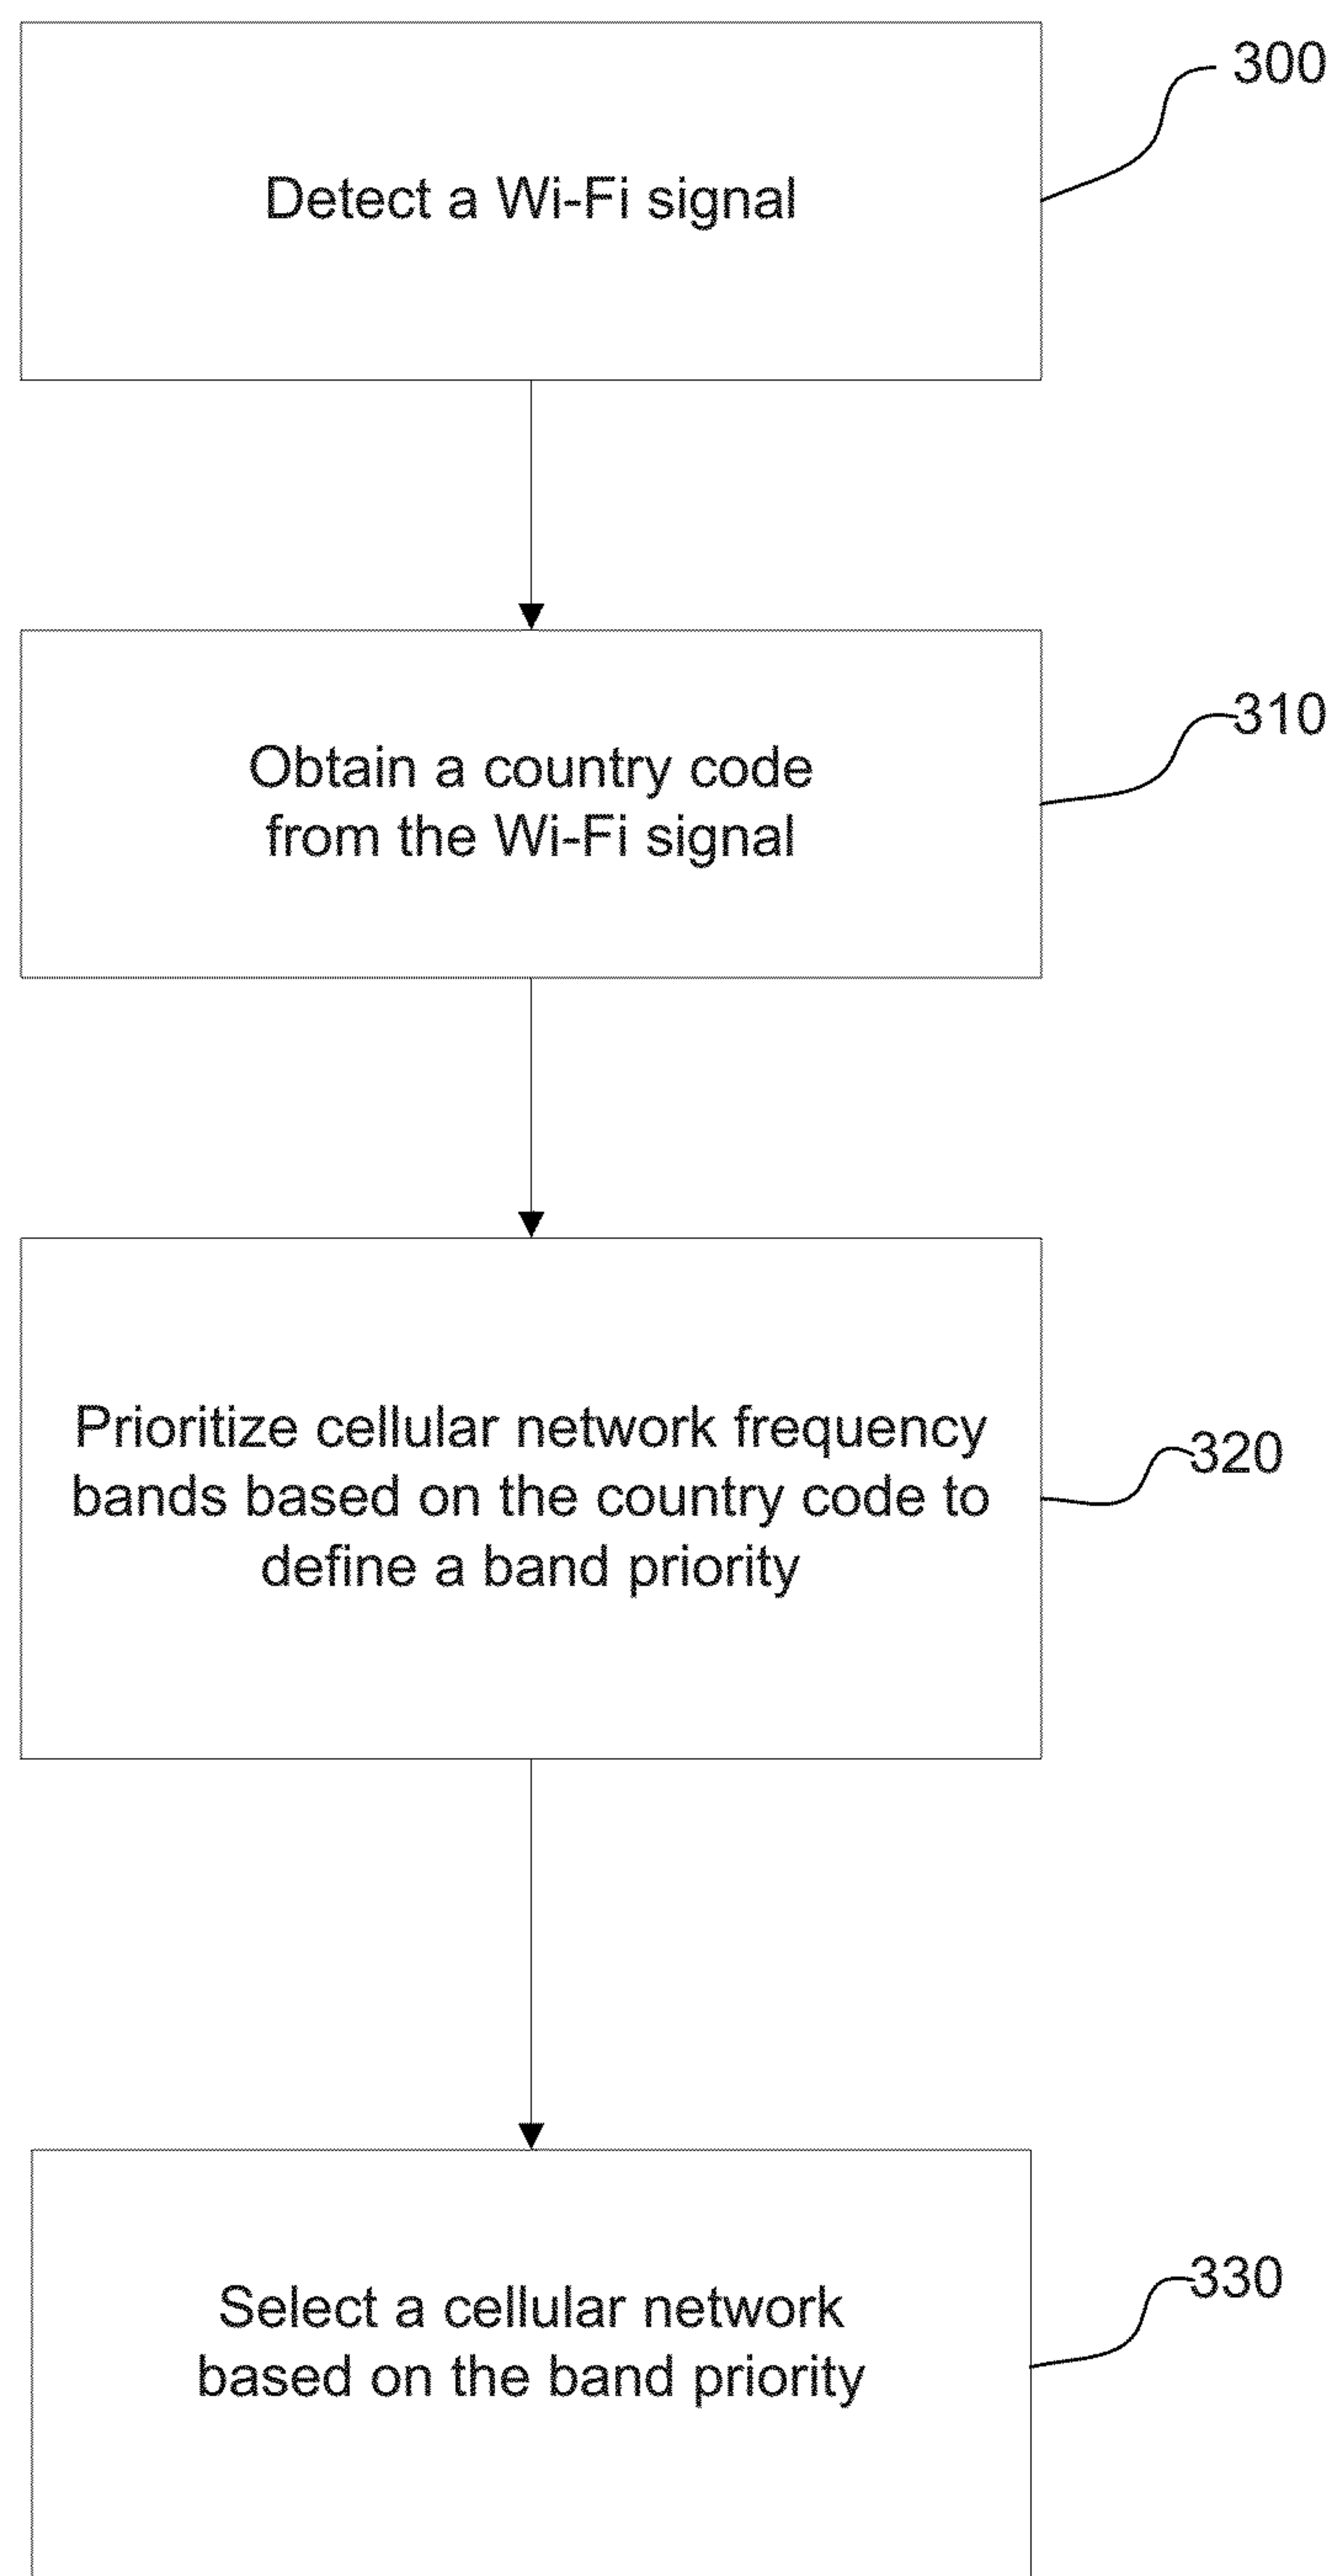 Detect a Wi-Fi signal
300
Obtain a country code
from the Wi-Fi signal
310
Prioritize cellular network frequency
bands based on the country code to
define a band priority
320
Select a cellular network
based on the band priority
330